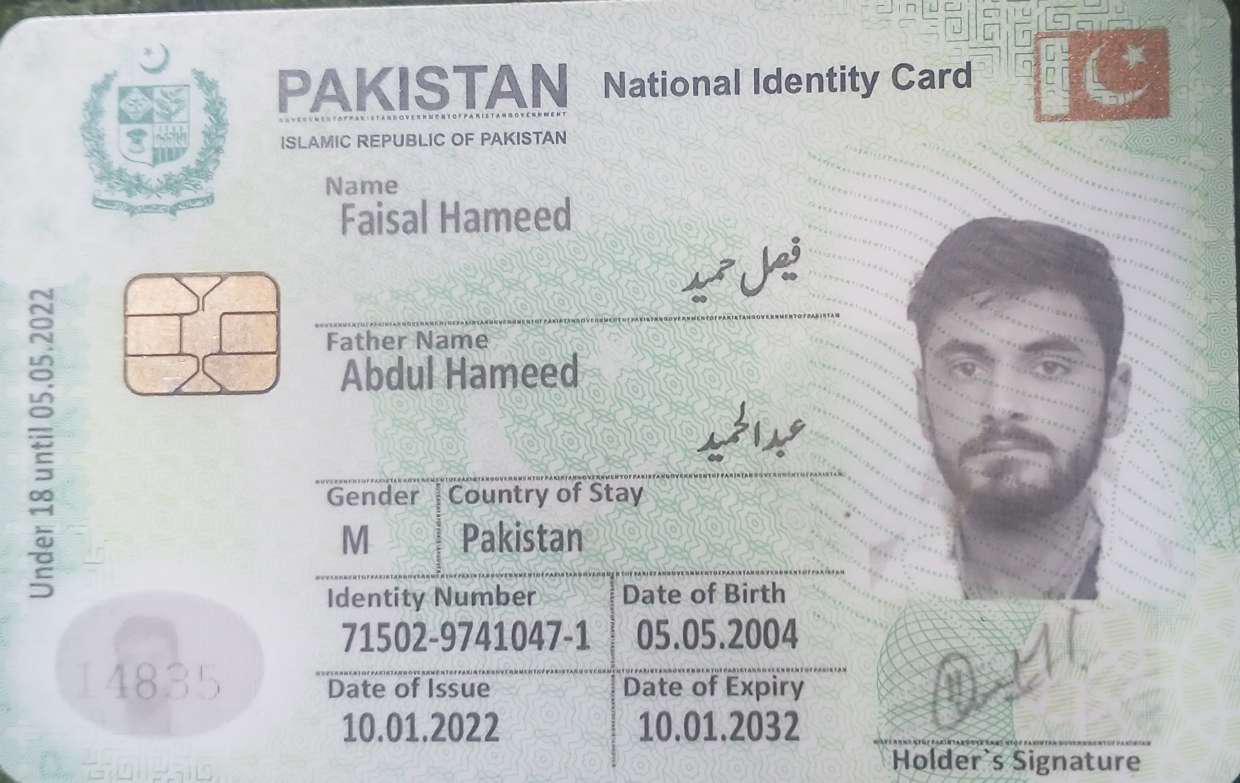 PAKISTAN National Identity Card
ISLAMIC REPUBLIC OF PAKISTAN
Name
Faisal Hameed
فیصل حمید
Father Name
Abdul Hameed
عبدالحمید
Gender Country of Stay
M Pakistan
Identity Number Date of Birth
71502-9741047-1 05.05.2004
Date of Issue Date of Expiry
10.01.2022 10.01.2032
Holder`s Signature
Under 18 until 05.05.2022
14835